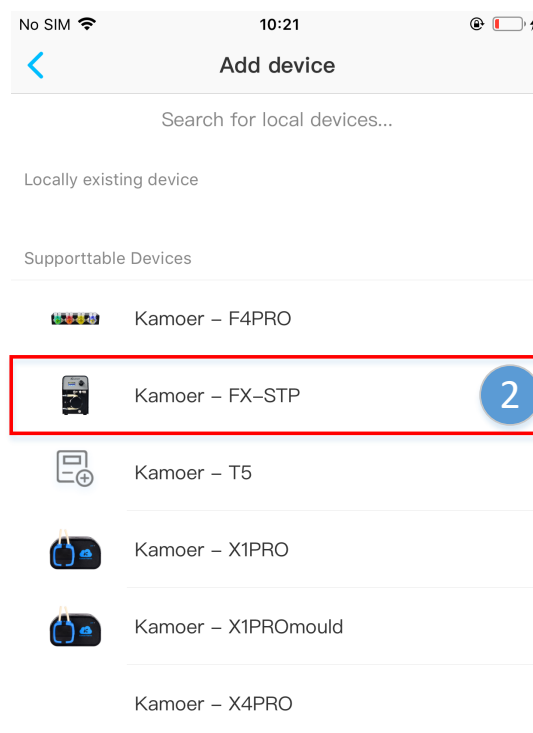 No SIM 10:21
Add device
Search for local devices...
Locally existing device
Supporttable Devices
Kamoer – F4PRO
Kamoer – FX–STP 2
Kamoer – T5
Kamoer – X1PRO
Kamoer – X1PROmould
Kamoer – X4PRO